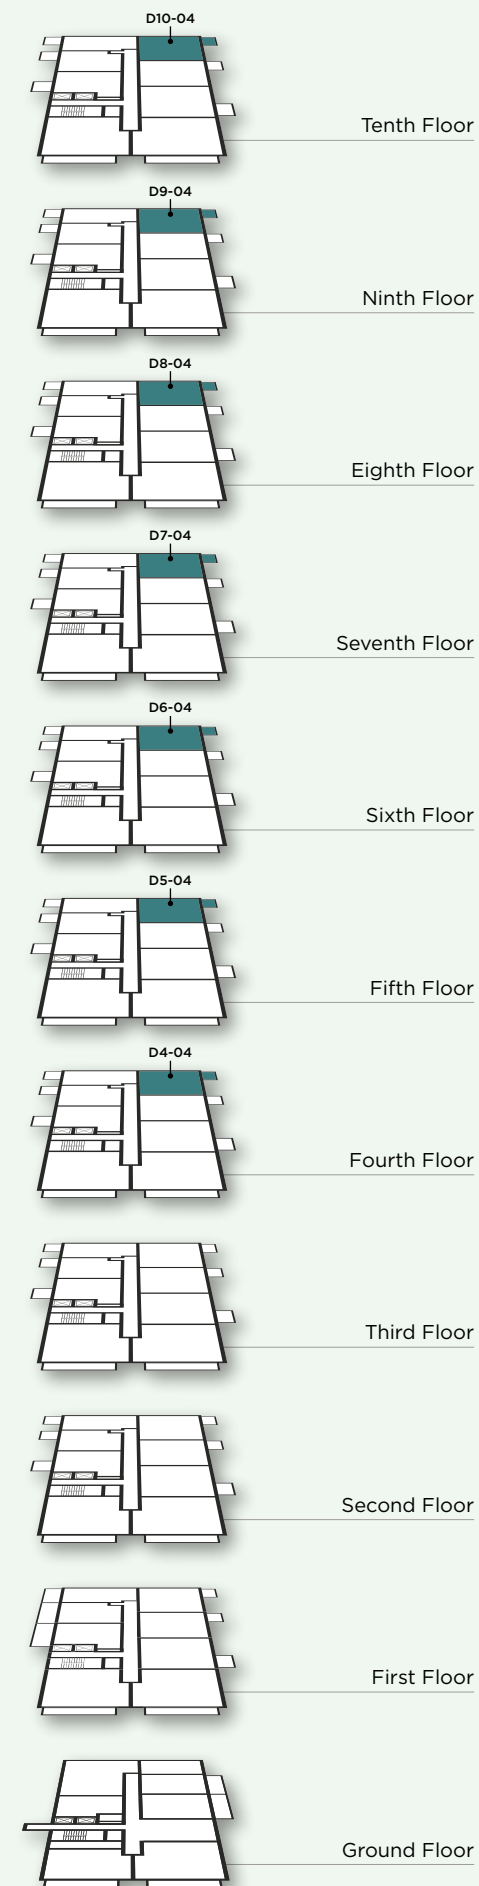 D10-04
Tenth Floor
D9-04
Ninth Floor
D8-04
Eighth Floor
D7-04
Seventh Floor
D6-04
Sixth Floor
D5-04
Fifth Floor
D4-04
Fourth Floor
Third Floor
Second Floor
First Floor
Ground Floor